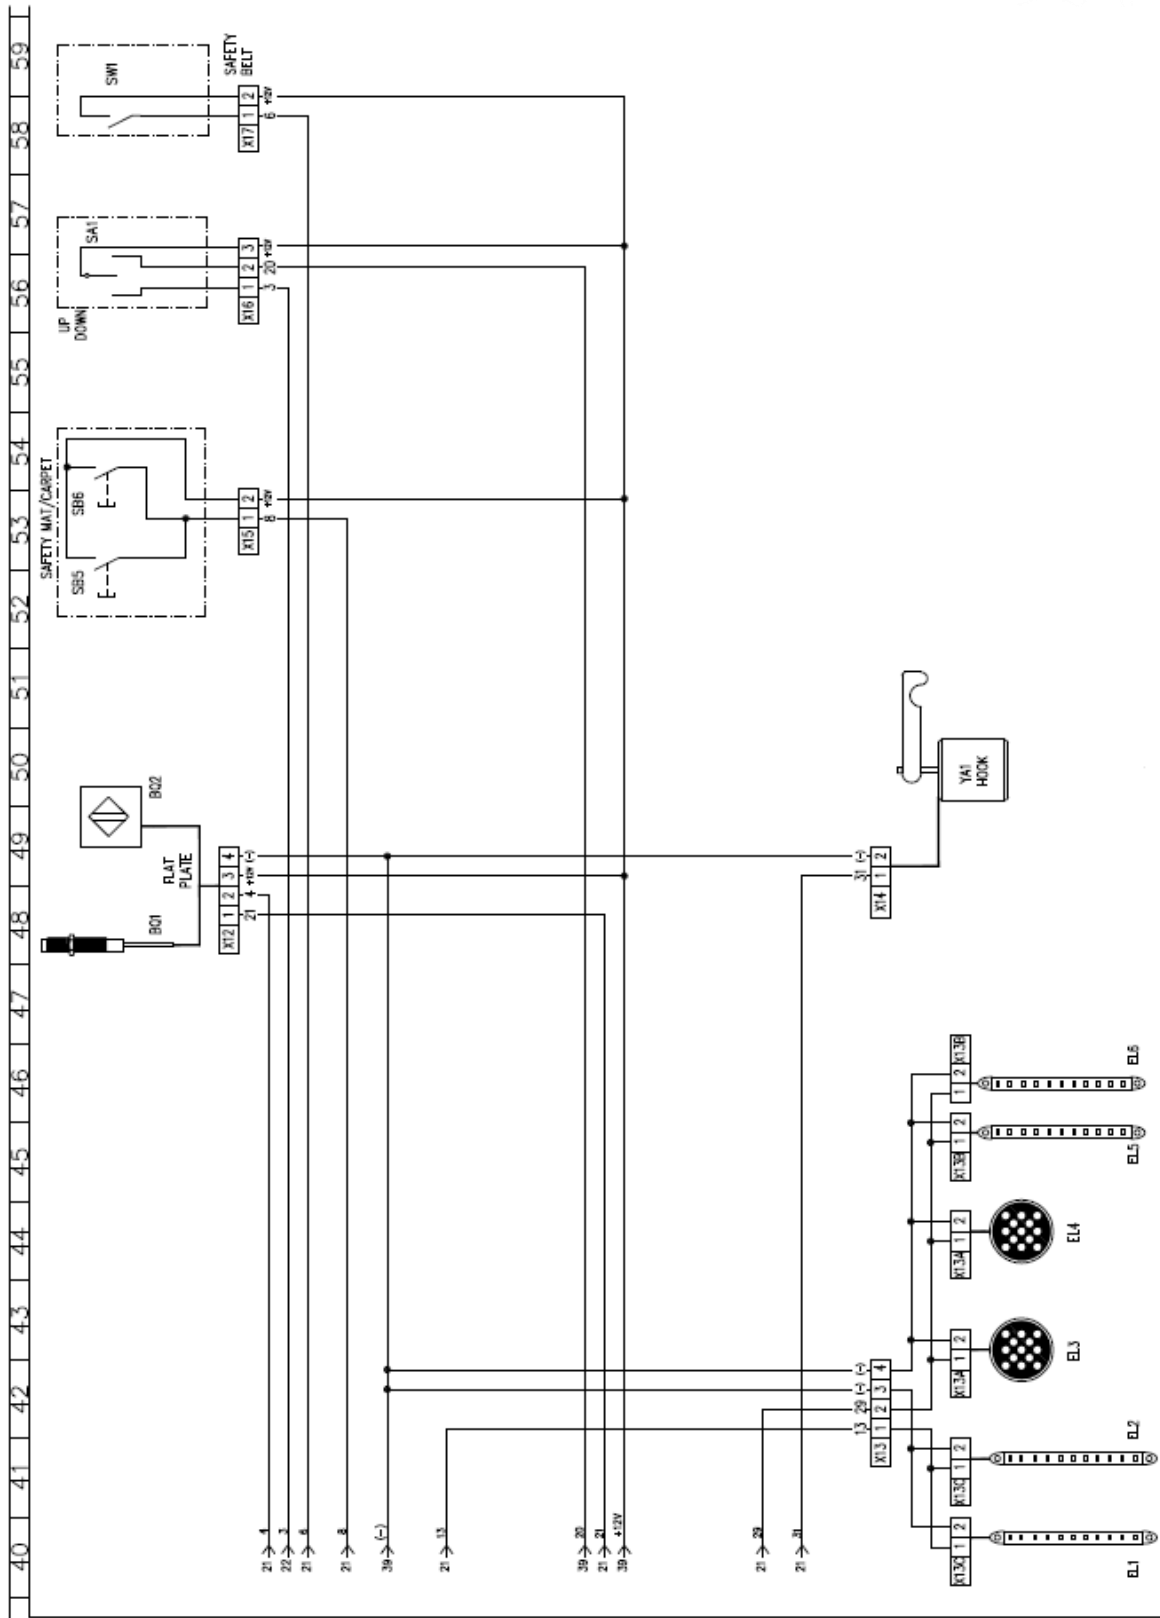 40
41
42
43
44
45
46
47
48
49
50
51
52
53
54
55
56
57
58
59
BQ1
BQ2
FLAT
PLATE
X12 1 2 3 4
21
4
+12V
(-)
SAFETY MAT/CARPET
SB5
SB6
X15 1 2
8
+12V
UP
DOWN
SA1
X16 1 2 3
3
20
+12V
SW1
SAFETY
BELT
X17 1 2
6
+12V
21 4
22 3
21 6
21 8
39 (-)
21 13
39 20
21 21
39 +12V
21 29
21 31
13
29
(-)
(-)
X13 1 2 3 4
31
(-)
X14 1 2
YA1
HOOK
X13C 1 2
X13C 1 2
X13A 1 2
X13A 1 2
X13B 1 2
1 2 X13B
EL1
EL2
EL3
EL4
EL5
EL6